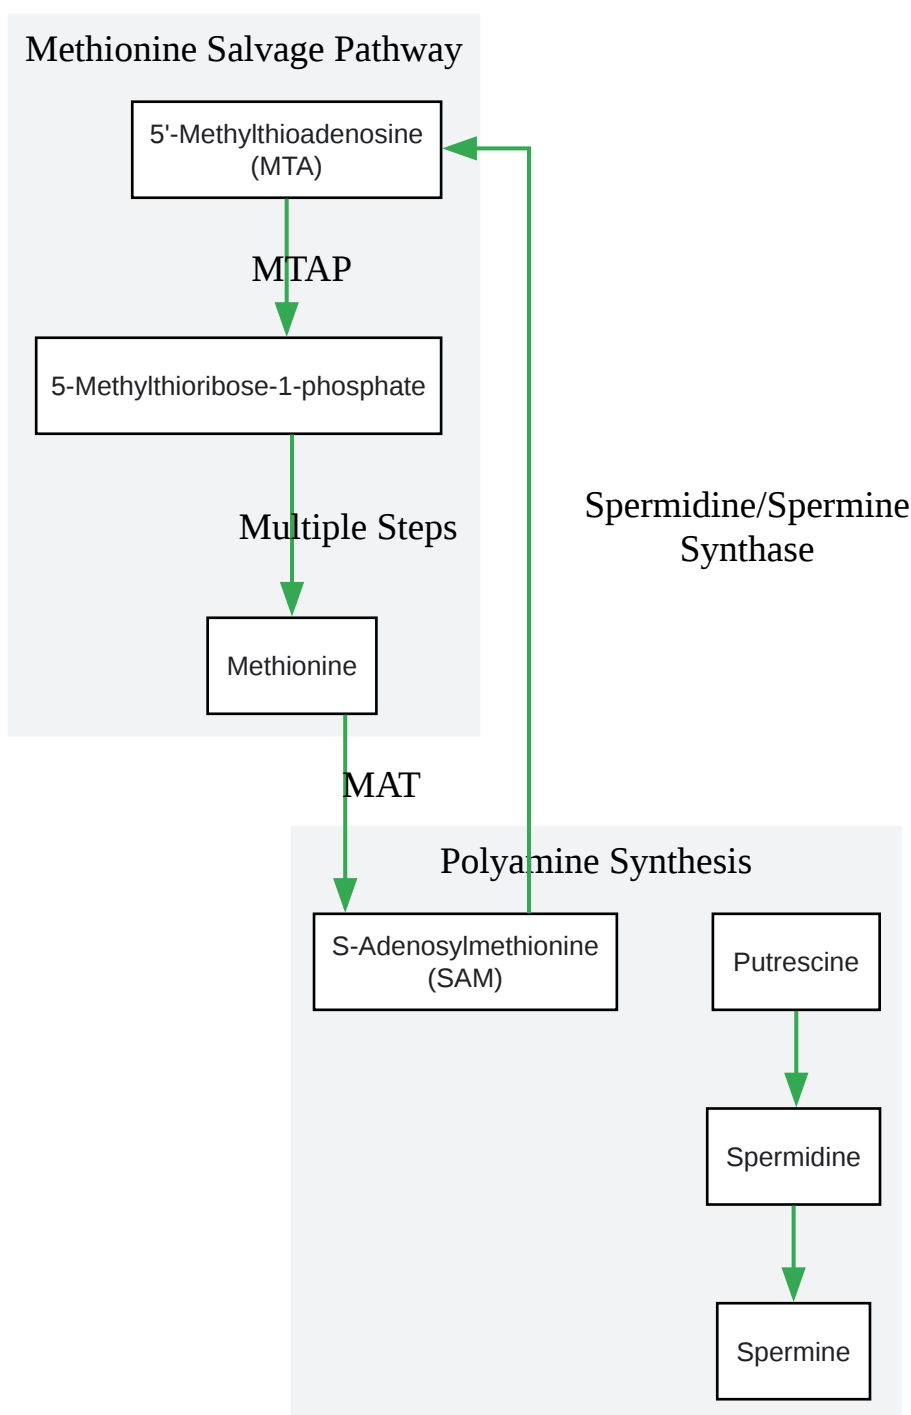 Methionine Salvage Pathway
5'-Methylthioadenosine
(MTA)
MTAP
5-Methylthioribose-1-phosphate
Multiple Steps
Methionine
MAT
Spermidine/Spermine
Synthase
Polyamine Synthesis
S-Adenosylmethionine
(SAM)
Putrescine
Spermidine
Spermine